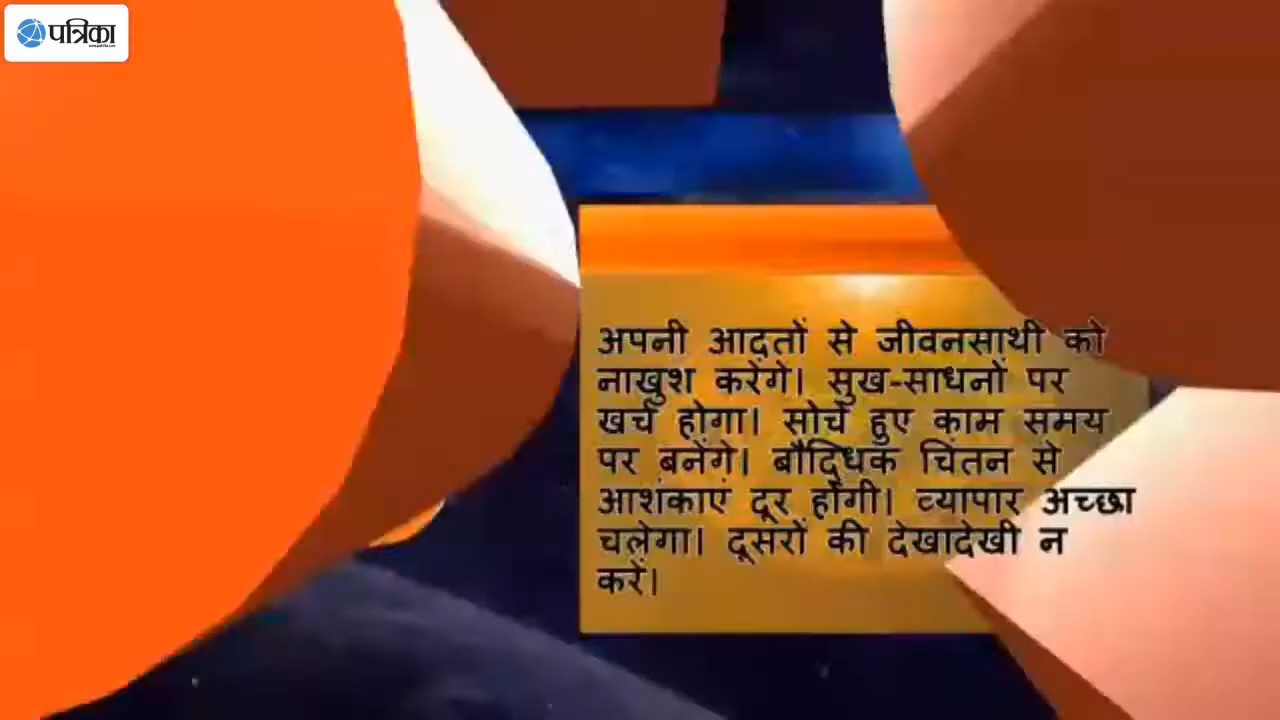 पत्रिका
अपनी आदतों से जीवनसाथी को
नाखुश करेंगे। सुख-साधनों पर
खर्च होगा। सोचे हुए काम समय
पर बनेंगे। बौद्धिक चिंतन से
आशंकाएं दूर होंगी। व्यापार अच्छा
चलेगा। दूसरों की देखादेखी न
करें।